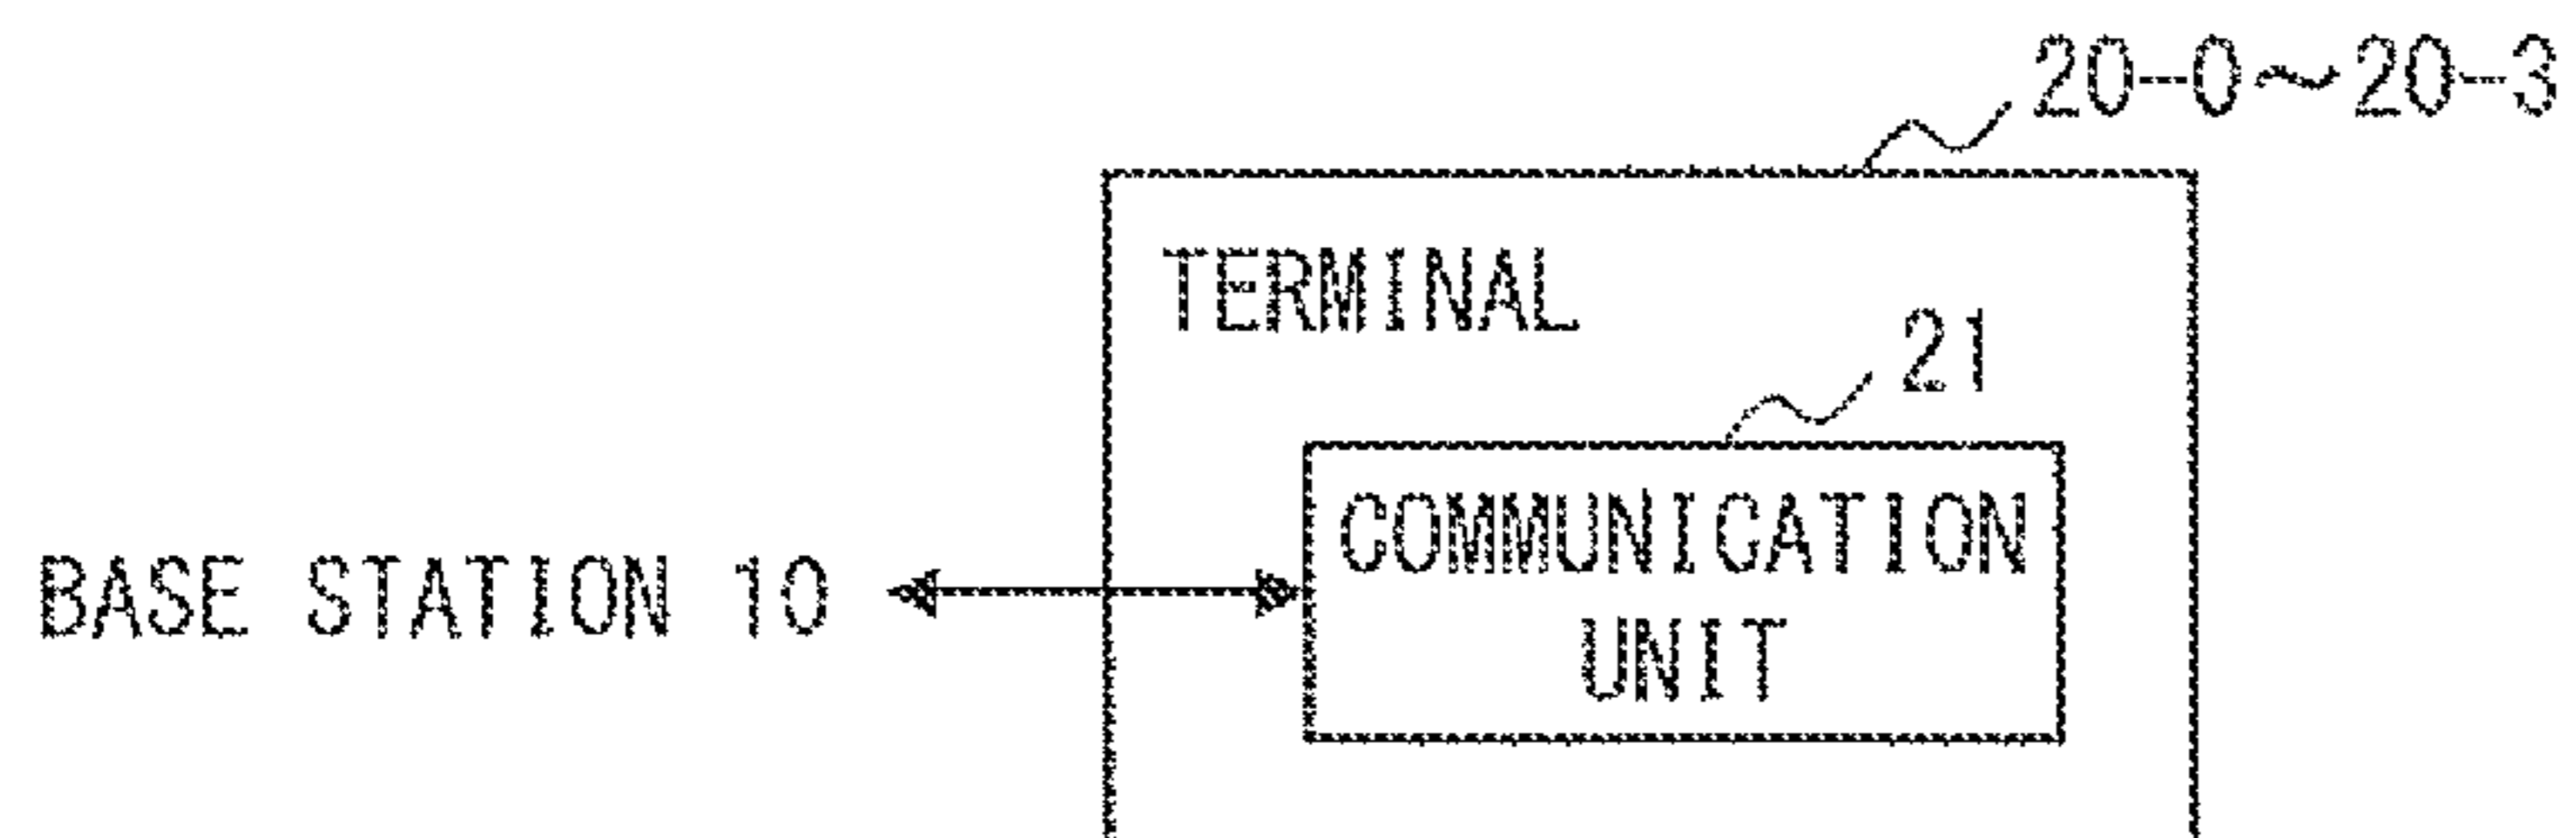 20-0~20-3
TERMINAL
21
COMMUNICATION
UNIT
BASE STATION 10